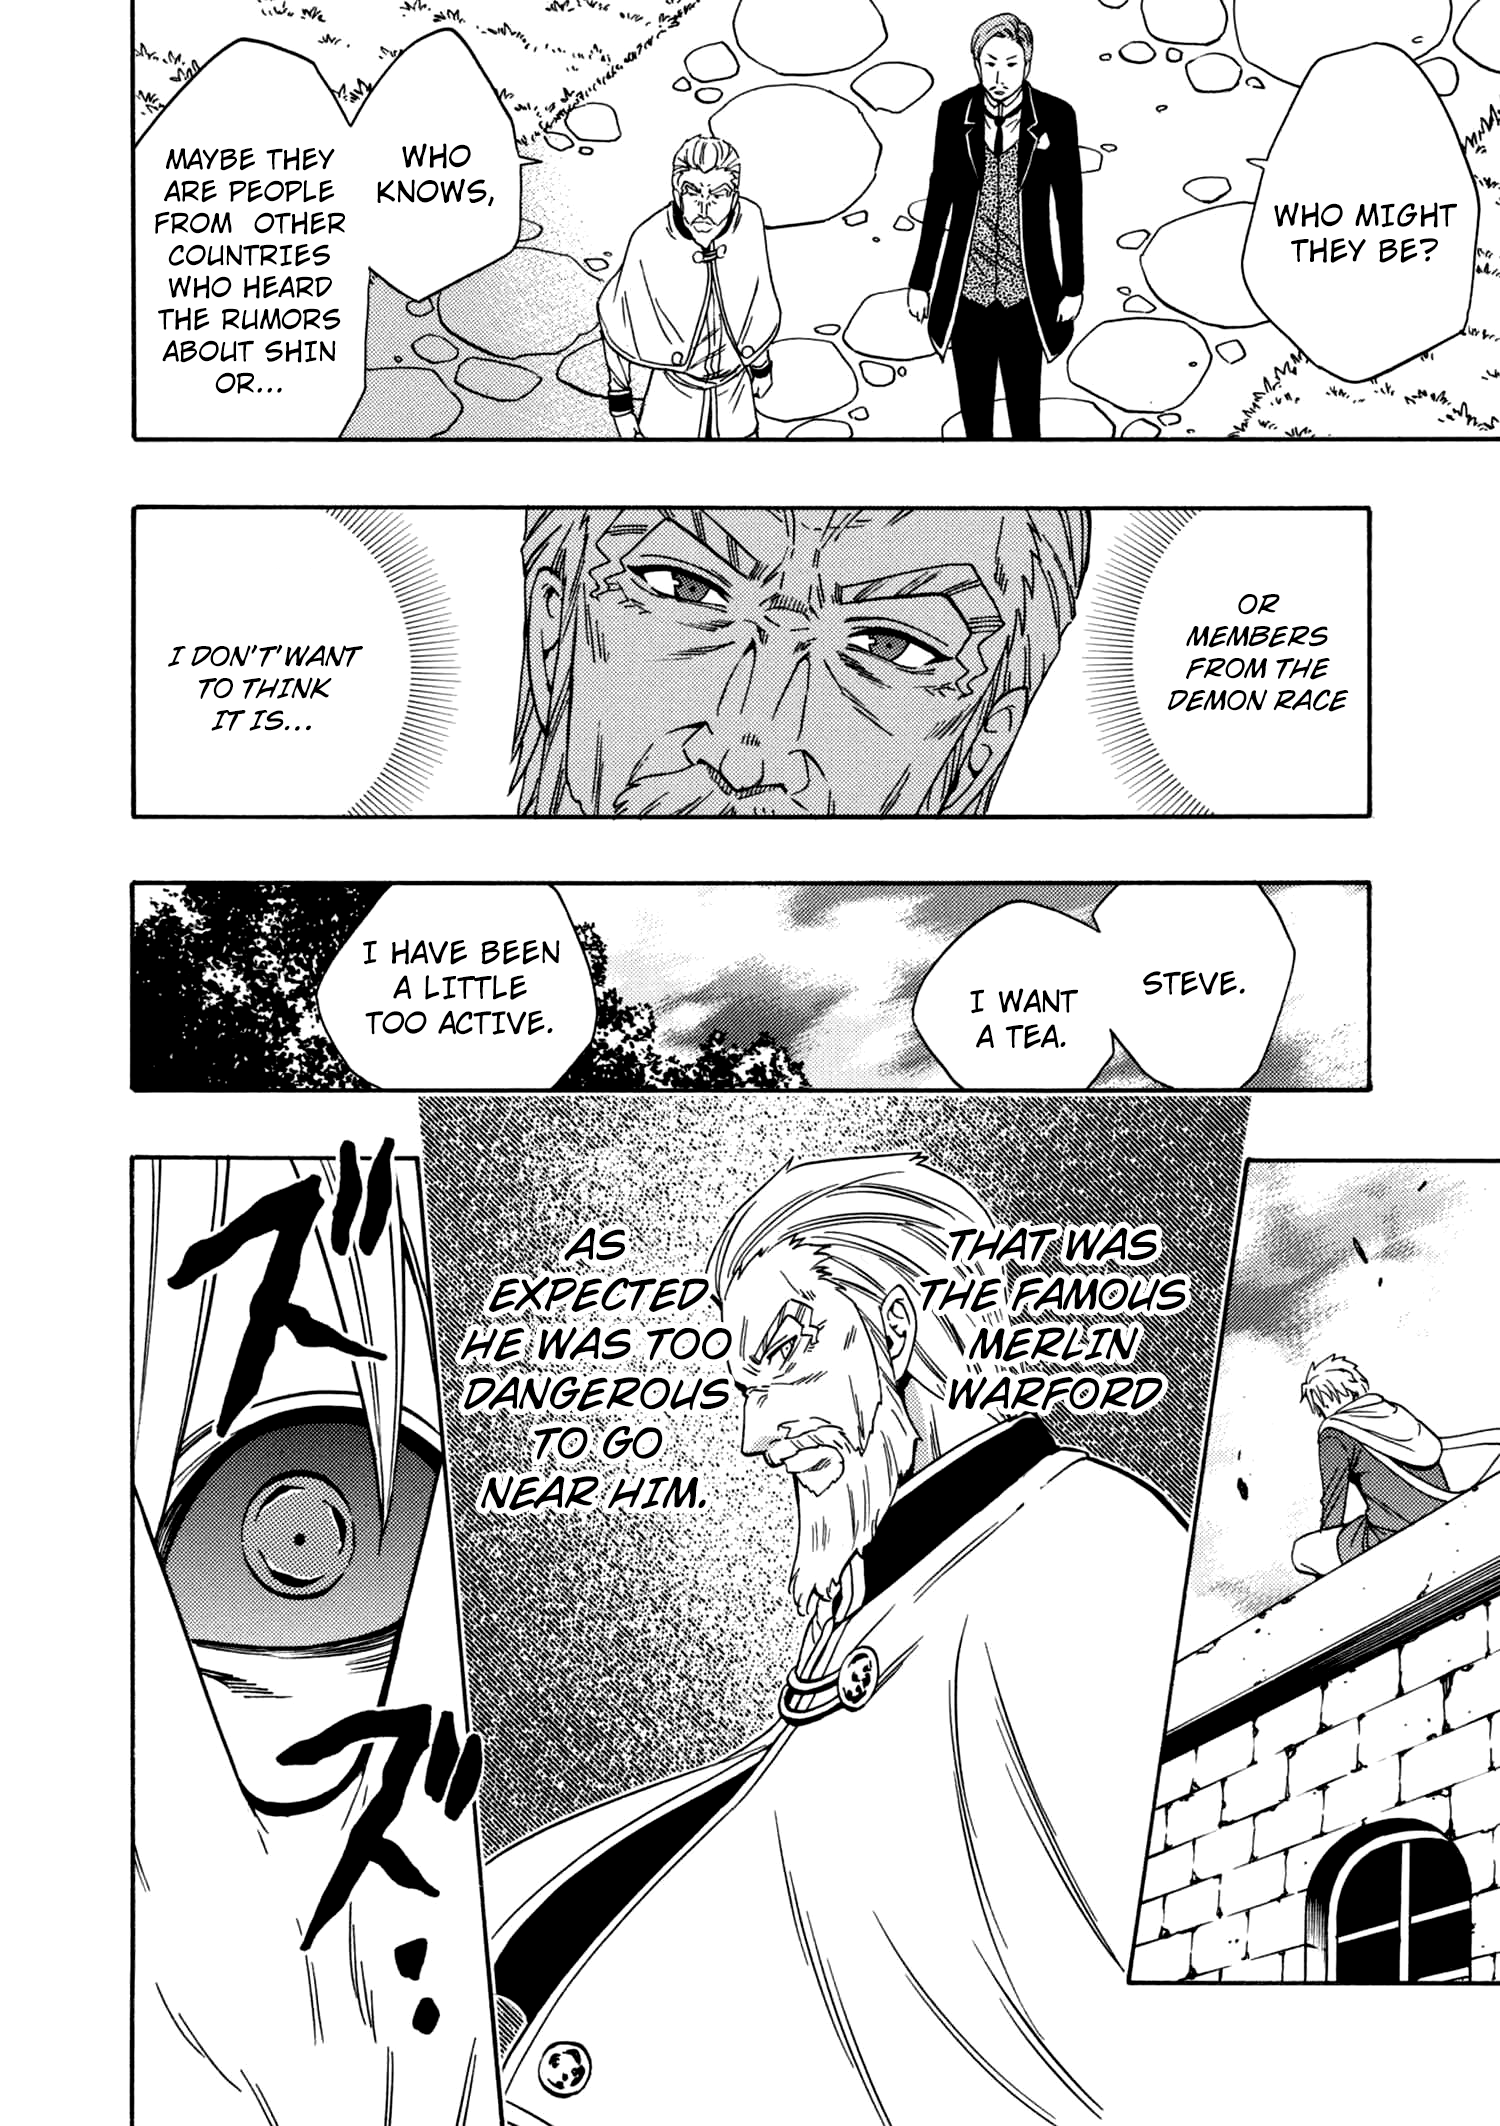 WHO MIGHT
THEY BE?
WHO
KNOWS,
MAYBE THEY
ARE PEOPLE
FROM OTHER
COUNTRIES
WHO HEARD
THE RUMORS
ABOUT SHIN
OR...
OR
MEMBERS
FROM THE
DEMON RACE
I DON'T'WANT
TO THINK
IT IS...
STEVE.
I WANT
A TEA.
I HAVE BEEN
A LITTLE
TOO ACTIVE.
THAT WAS
THE FAMOUS
MERLIN
WARFORD
AS
EXPECTED
HE WAS TOO
DANGEROUS
TO GO
NEAR HIM.
ズ
ズ